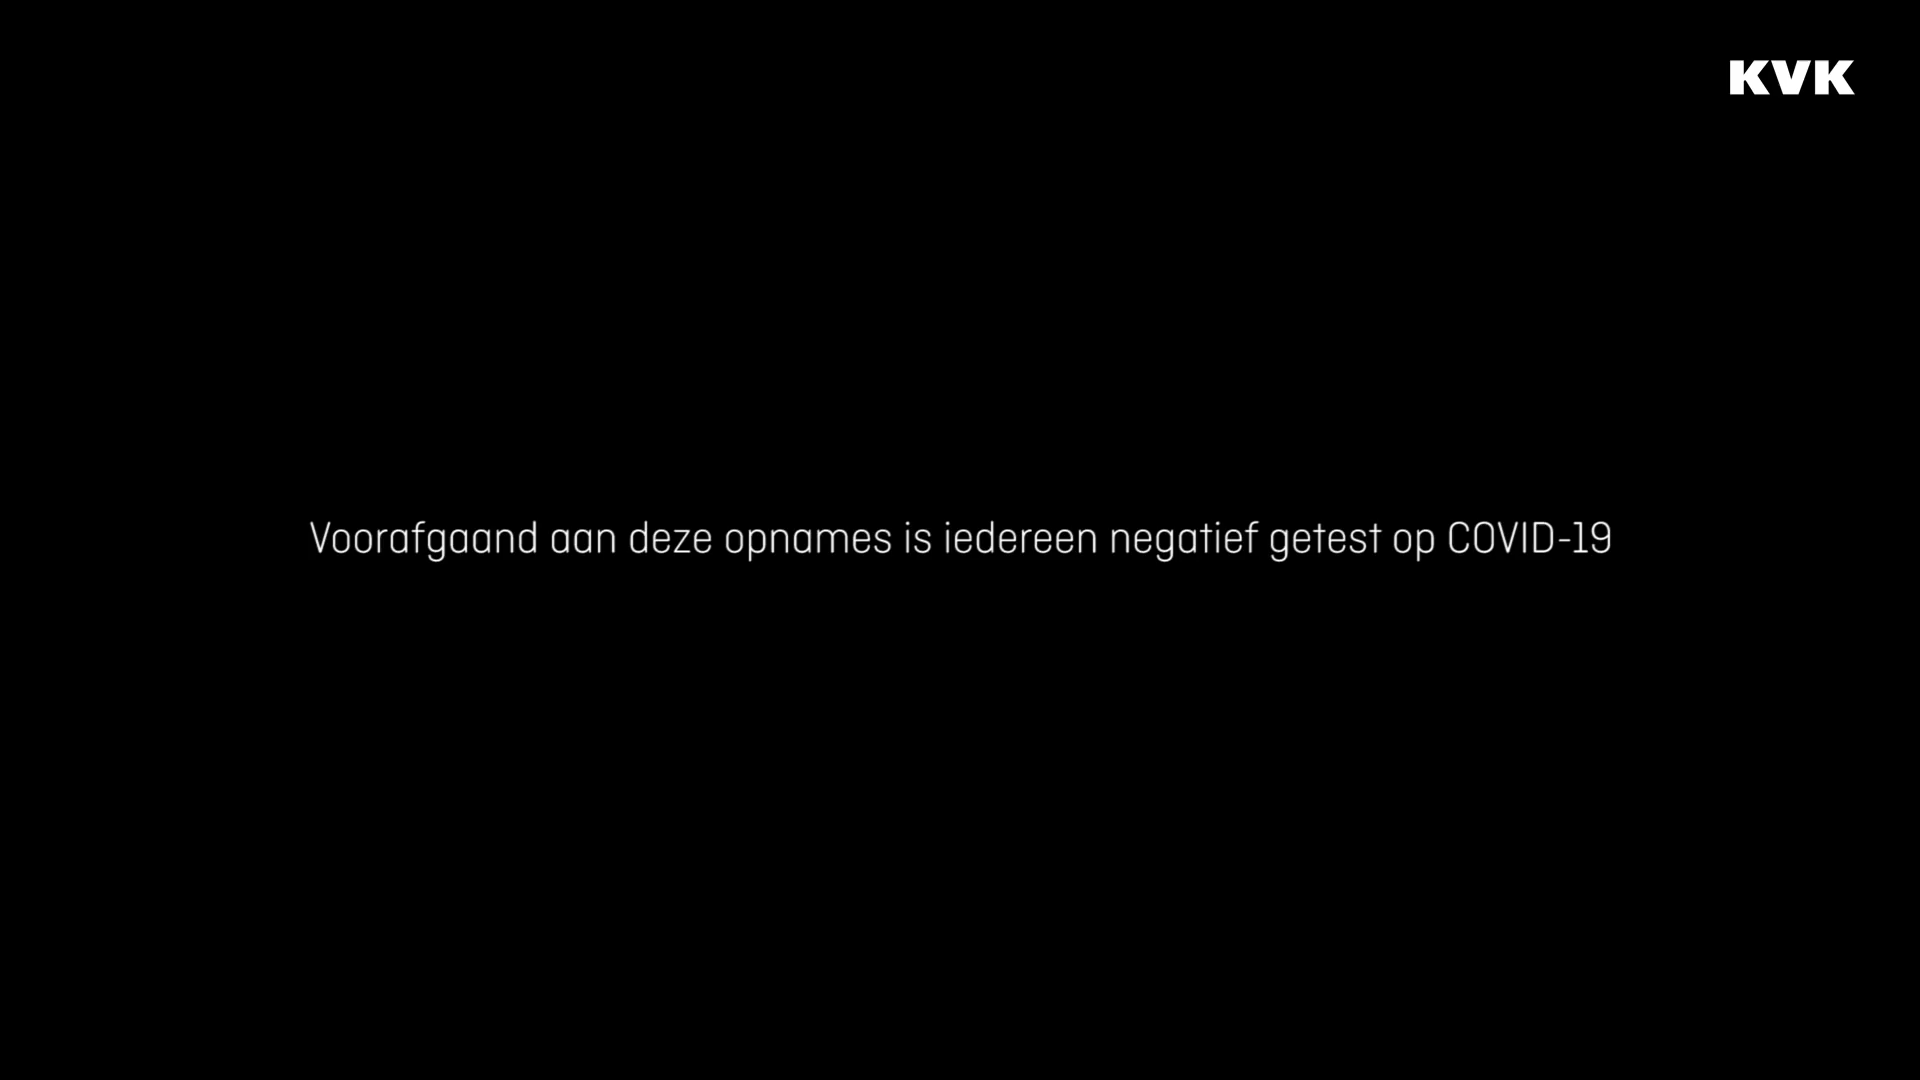 KVK
Voorafgaand aan deze opnames is iedereen negatief getest op COVID-19